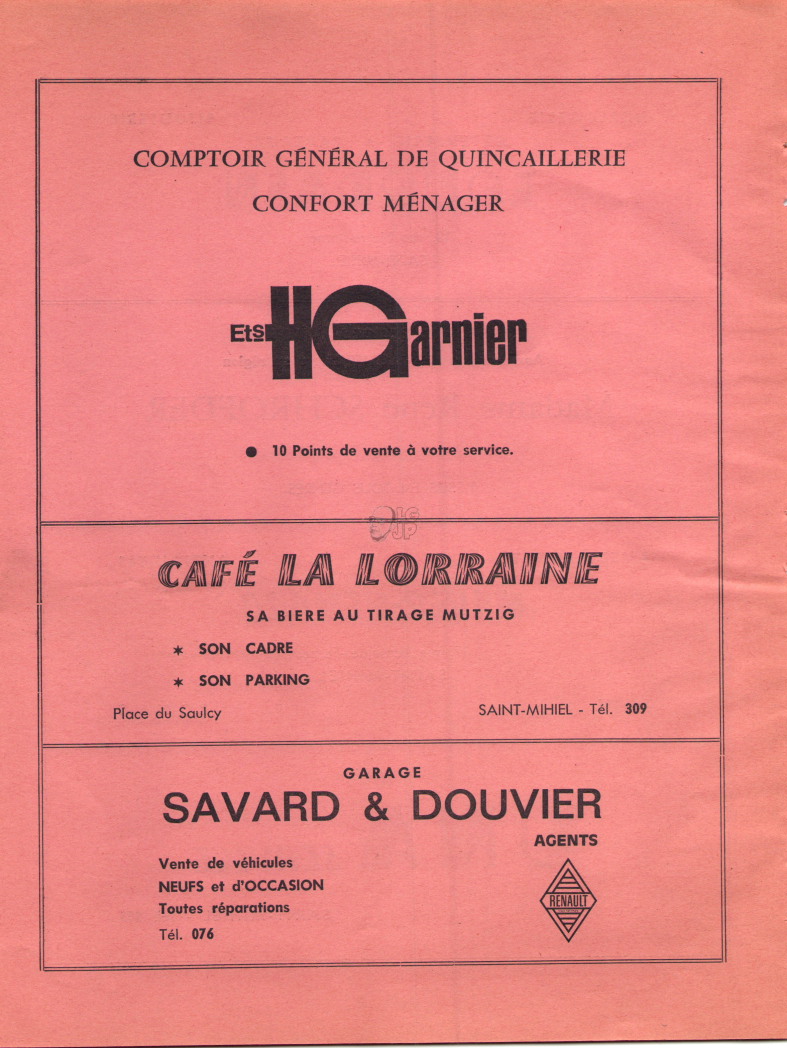 COMPTOIR GÉNÉRAL DE QUINCAILLERIE
CONFORT MÉNAGER
Ets HGarnier
● 10 Points de vente à votre service.
CAFÉ LA LORRAINE
SA BIERE AU TIRAGE MUTZIG
* SON CADRE
* SON PARKING
Place du Saulcy
SAINT-MIHIEL - Tél. 309
GARAGE
SAVARD & DOUVIER
AGENTS
Vente de véhicules
NEUFS et d'OCCASION
Toutes réparations
Tél. 076
RENAULT